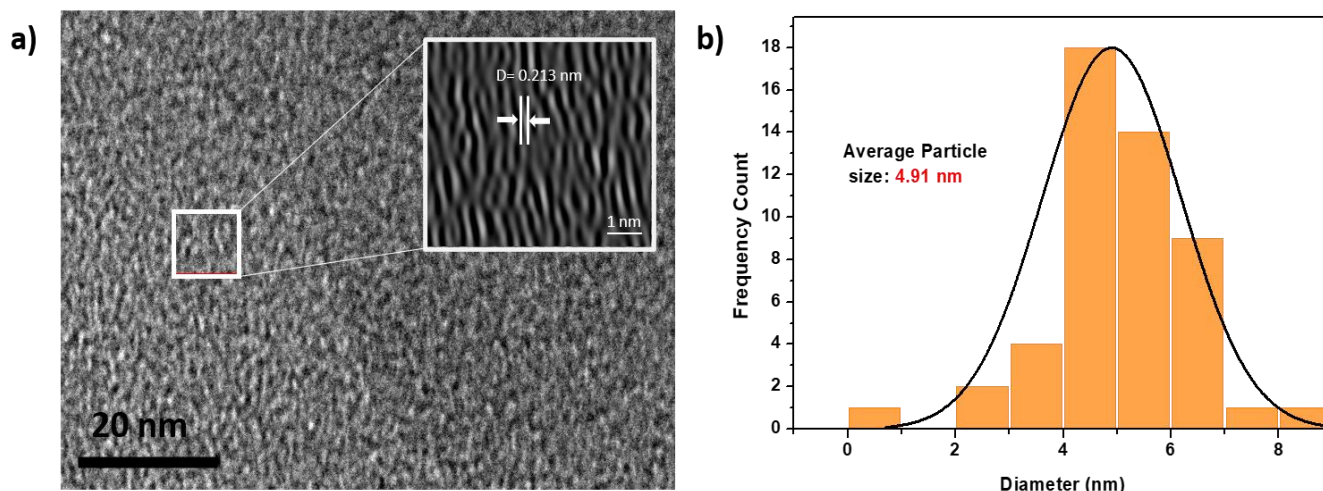 a)
D= 0.213 nm
1 nm
20 nm
b)
18
16
14
12
10
8
6
4
2
0
Frequency Count
Average Particle
size: 4.91 nm
0 2 4 6 8
Diameter (nm)